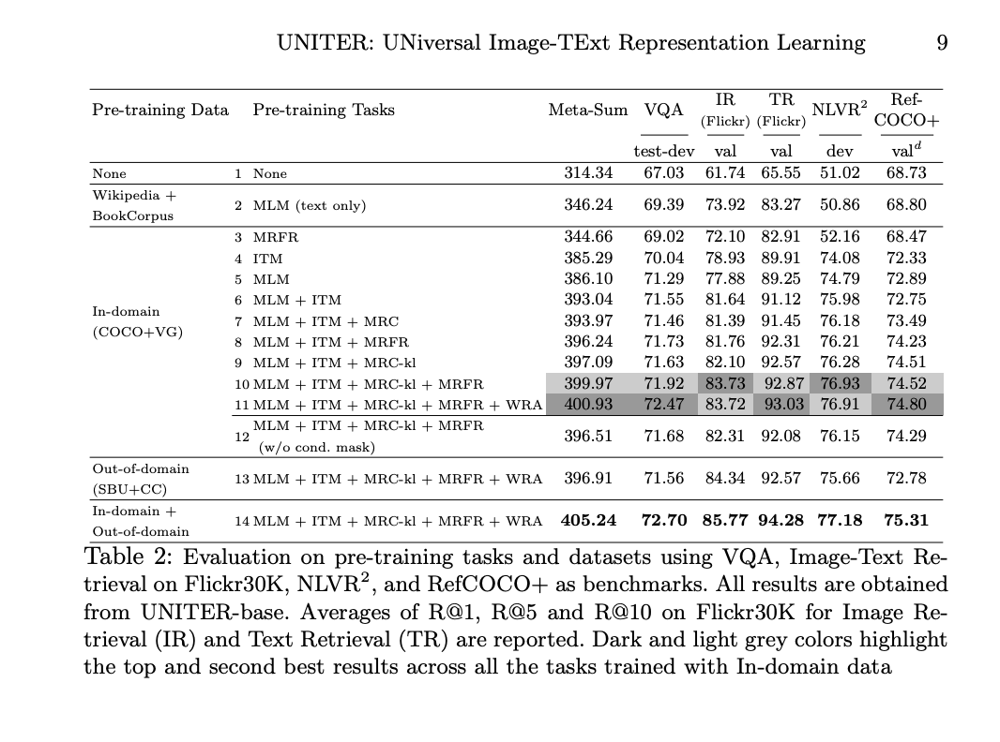 UNITER: UNiversal Image-TExt Representation Learning 9
Pre-training Data Pre-training Tasks Meta-Sum VQA IR (Flickr) TR (Flickr) NLVR² Ref-COCO+
test-dev val val dev valᵈ
None 1 None 314.34 67.03 61.74 65.55 51.02 68.73
Wikipedia + BookCorpus 2 MLM (text only) 346.24 69.39 73.92 83.27 50.86 68.80
In-domain (COCO+VG) 3 MRFR 344.66 69.02 72.10 82.91 52.16 68.47
4 ITM 385.29 70.04 78.93 89.91 74.08 72.33
5 MLM 386.10 71.29 77.88 89.25 74.79 72.89
6 MLM + ITM 393.04 71.55 81.64 91.12 75.98 72.75
7 MLM + ITM + MRC 393.97 71.46 81.39 91.45 76.18 73.49
8 MLM + ITM + MRFR 396.24 71.73 81.76 92.31 76.21 74.23
9 MLM + ITM + MRC-kl 397.09 71.63 82.10 92.57 76.28 74.51
10 MLM + ITM + MRC-kl + MRFR 399.97 71.92 83.73 92.87 76.93 74.52
11 MLM + ITM + MRC-kl + MRFR + WRA 400.93 72.47 83.72 93.03 76.91 74.80
12 MLM + ITM + MRC-kl + MRFR (w/o cond. mask) 396.51 71.68 82.31 92.08 76.15 74.29
Out-of-domain (SBU+CC) 13 MLM + ITM + MRC-kl + MRFR + WRA 396.91 71.56 84.34 92.57 75.66 72.78
In-domain + Out-of-domain 14 MLM + ITM + MRC-kl + MRFR + WRA 405.24 72.70 85.77 94.28 77.18 75.31
Table 2: Evaluation on pre-training tasks and datasets using VQA, Image-Text Re-
trieval on Flickr30K, NLVR², and RefCOCO+ as benchmarks. All results are obtained
from UNITER-base. Averages of R@1, R@5 and R@10 on Flickr30K for Image Re-
trieval (IR) and Text Retrieval (TR) are reported. Dark and light grey colors highlight
the top and second best results across all the tasks trained with In-domain data